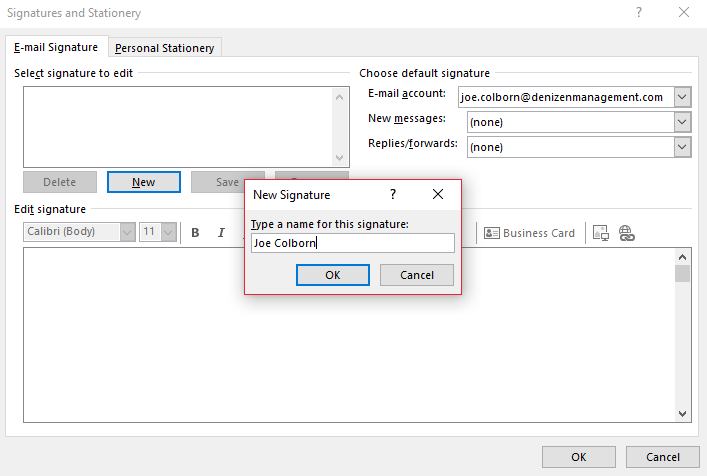 Signatures and Stationery ?
E-mail Signature Personal Stationery
Select signature to edit
Choose default signature
E-mail account: joe.colborn@denizenmanagement.com
New messages: (none)
Replies/forwards: (none)
Delete New Save
New Signature ?
Type a name for this signature:
Joe Colborn
OK Cancel
Edit signature
Calibri (Body) 11 B I Business Card
OK Cancel